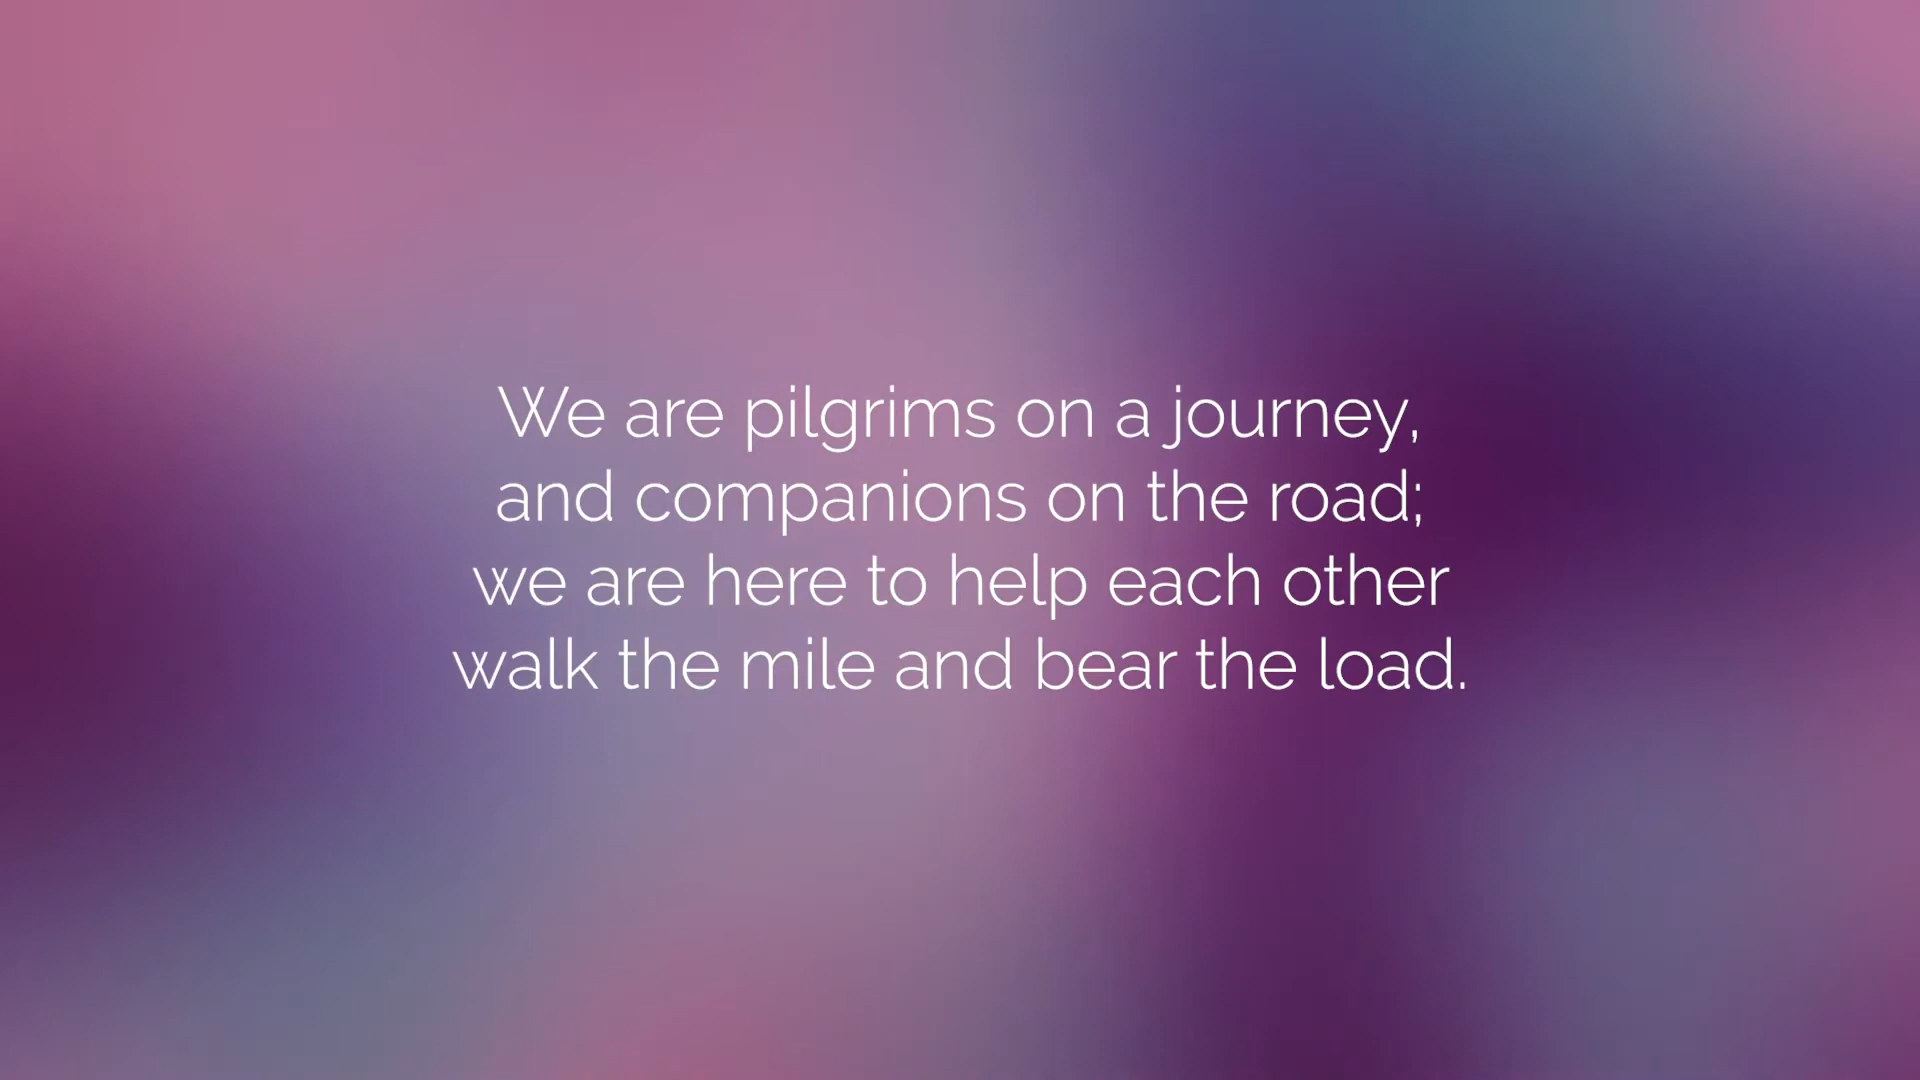 We are pilgrims on a journey,
and companions on the road;
we are here to help each other
walk the mile and bear the load.